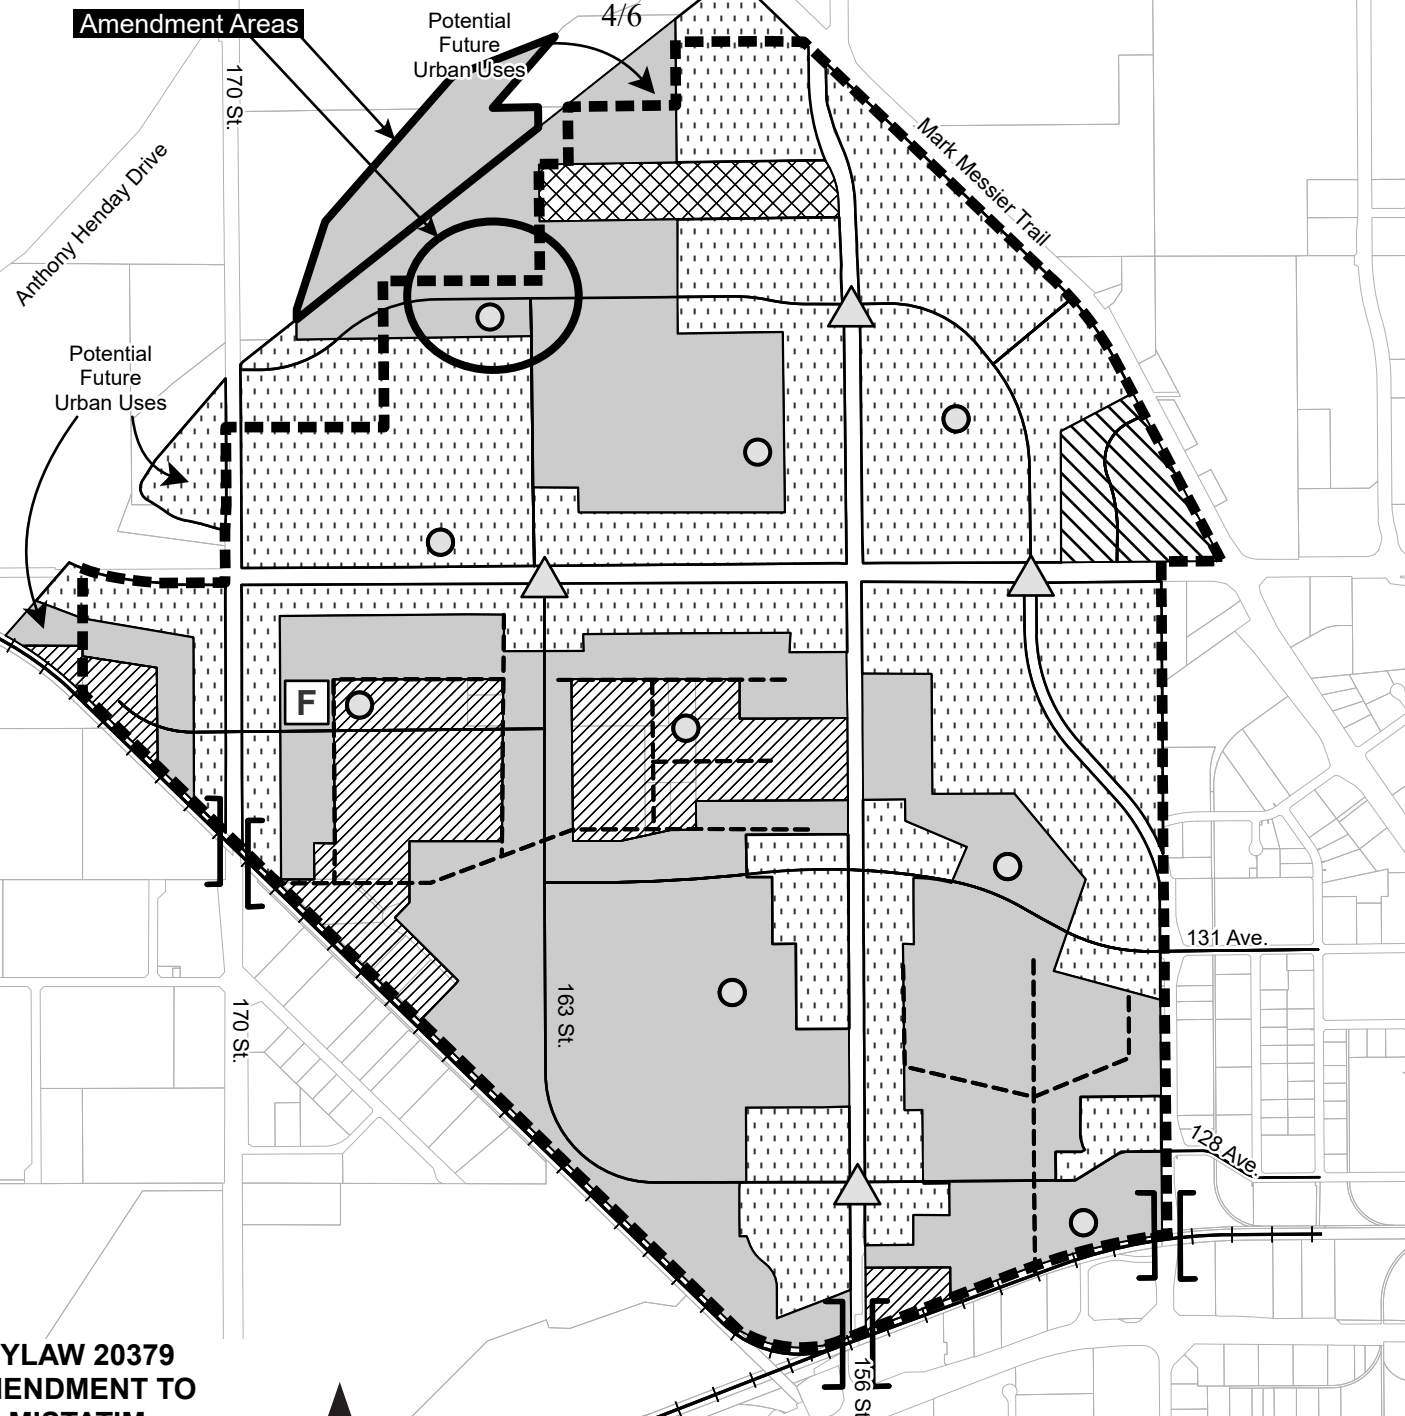 Amendment Areas
4/6
Potential
Future
Urban Uses
170 St.
Mark Messier Trail
Anthony Henday Drive
Potential
Future
Urban Uses
F
131 Ave.
163 St.
170 St.
128 Ave.
YLAW 20379
ENDMENT TO
MISTATIM
156 St